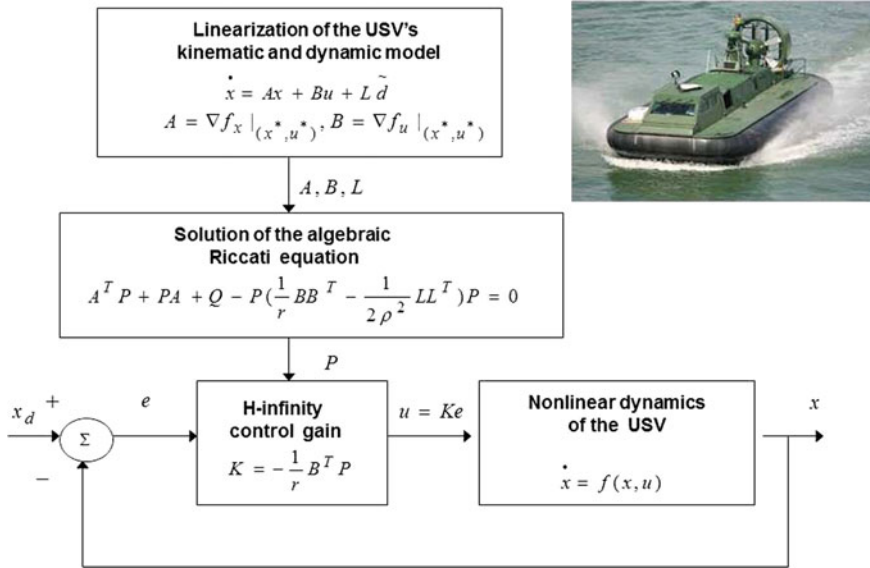 Linearization of the USV's
kinematic and dynamic model
ẋ = Ax + Bu + L d̃
A = ∇f_x |_(x*,u*), B = ∇f_u |_(x*,u*)
A, B, L
Solution of the algebraic
Riccati equation
A^T P + PA + Q − P(1/r BB^T − 1/(2ρ^2) LL^T)P = 0
P
x_d
+
−
Σ
e
H-infinity
control gain
K = −1/r B^T P
u = Ke
Nonlinear dynamics
of the USV
ẋ = f(x,u)
x